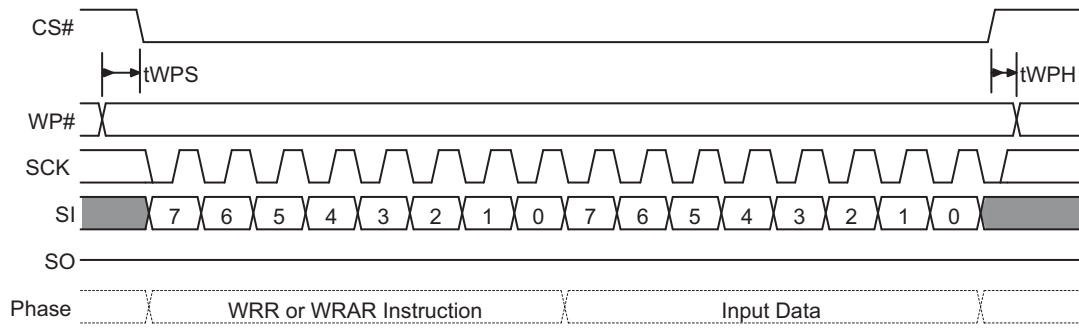 CS#
tWPS
tWPH
WP#
SCK
SI 7 6 5 4 3 2 1 0 7 6 5 4 3 2 1 0
SO
Phase WRR or WRAR Instruction Input Data